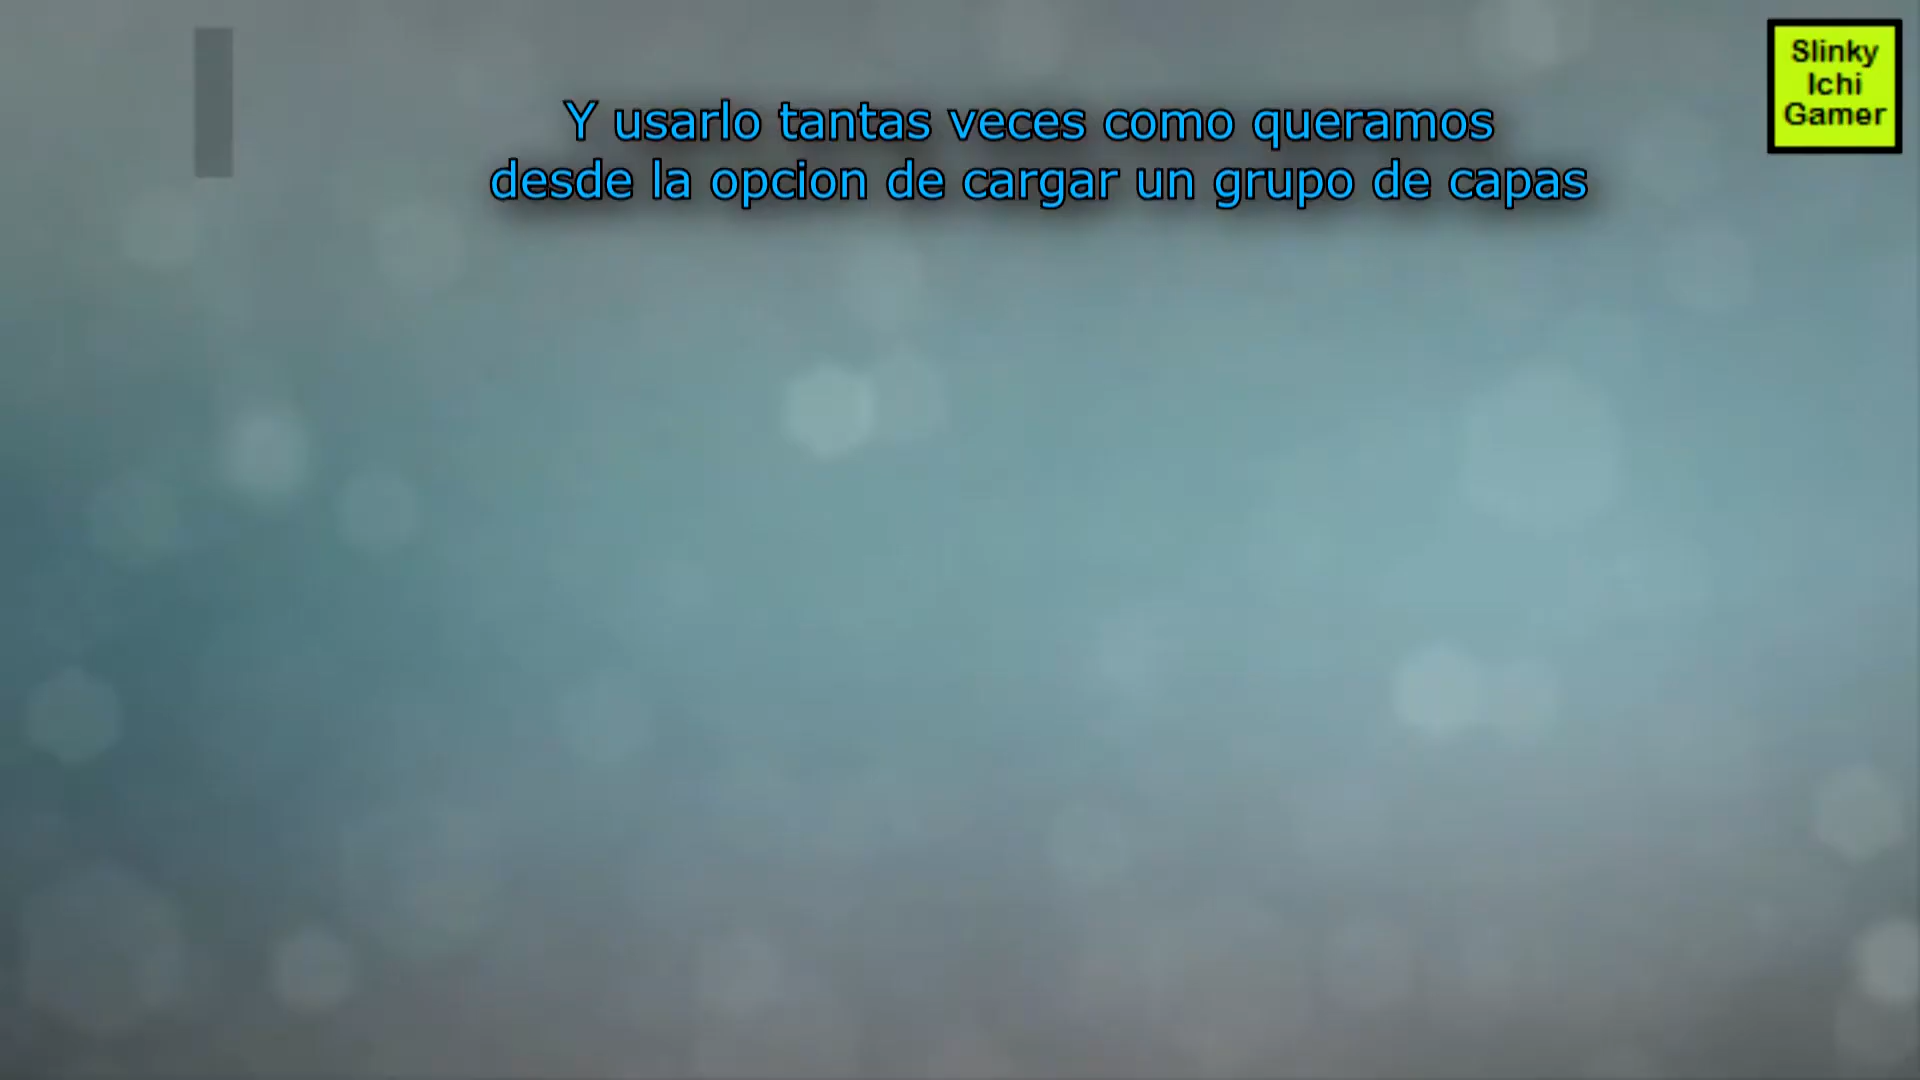 Y usarlo tantas veces como queramos
desde la opcion de cargar un grupo de capas
Slinky
Ichi
Gamer